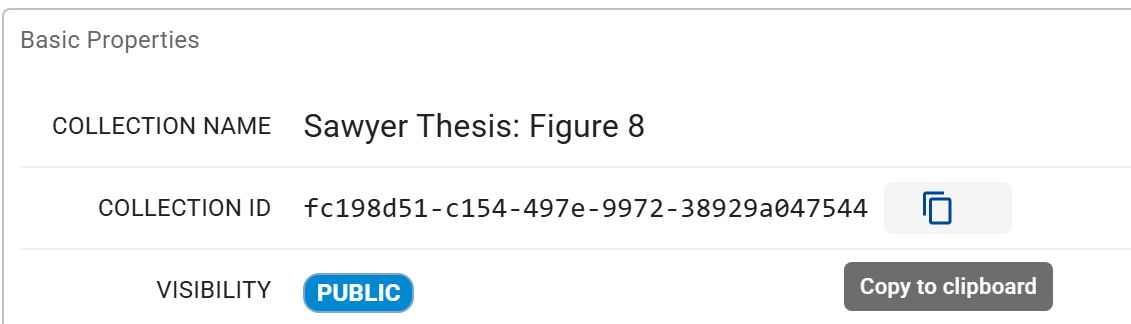 Basic Properties
COLLECTION NAME Sawyer Thesis: Figure 8
COLLECTION ID fc198d51-c154-497e-9972-38929a047544
VISIBILITY PUBLIC
Copy to clipboard